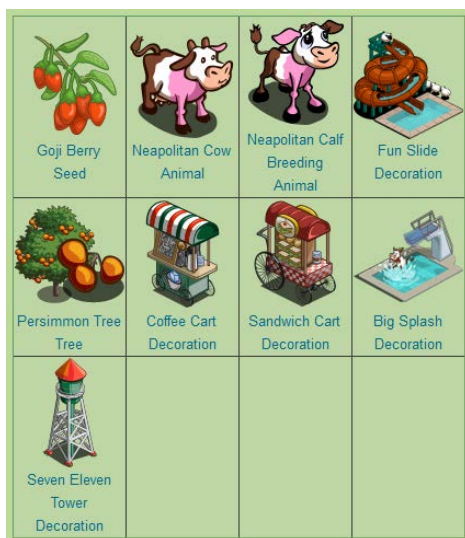 Goji Berry
Seed
Neapolitan Cow
Animal
Neapolitan Calf
Breeding
Animal
Fun Slide
Decoration
Persimmon Tree
Tree
Coffee Cart
Decoration
Sandwich Cart
Decoration
Big Splash
Decoration
Seven Eleven
Tower
Decoration